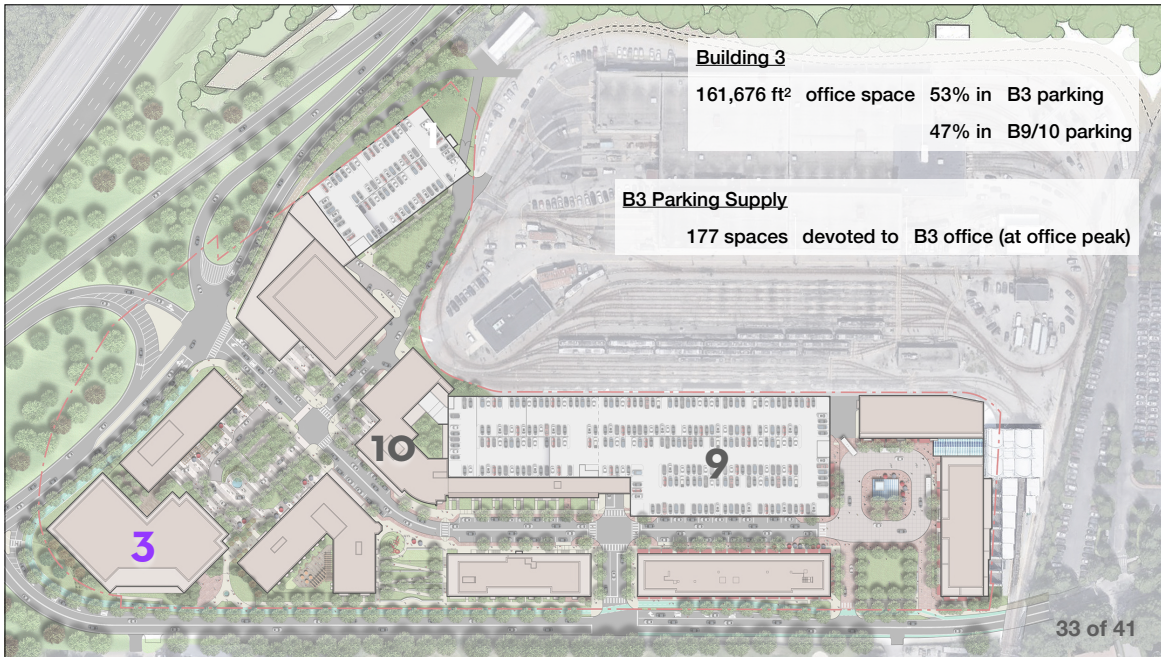 Building 3
161,676 ft² office space 53% in B3 parking
47% in B9/10 parking
B3 Parking Supply
177 spaces devoted to B3 office (at office peak)
1
10
9
3
33 of 41